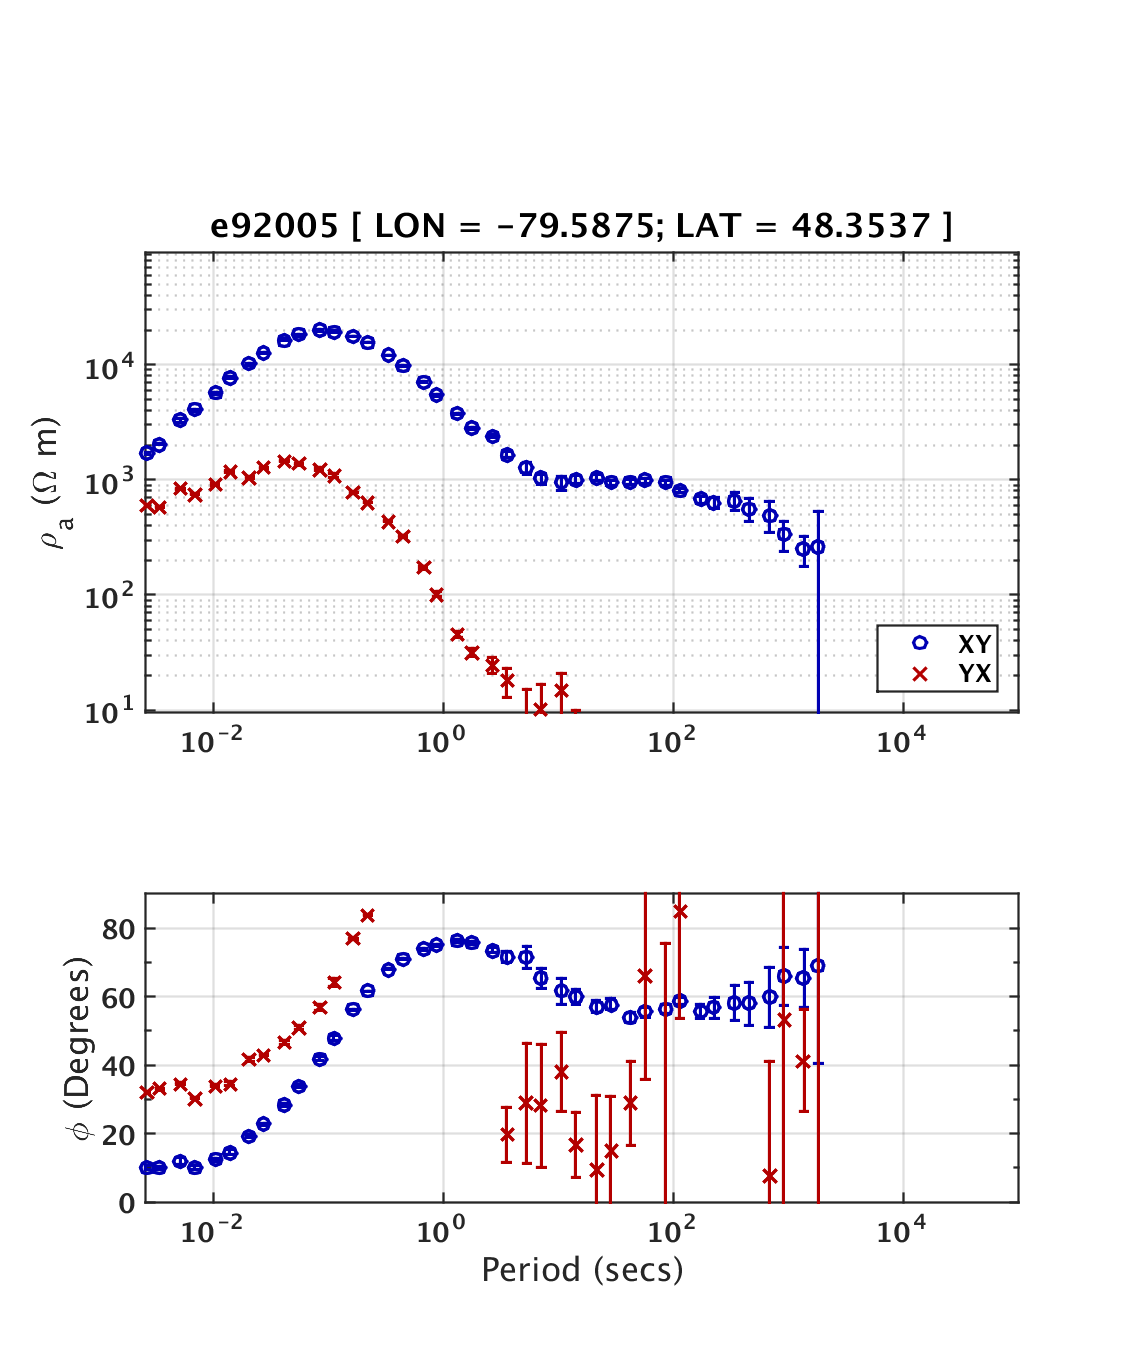 e92005 [ LON = -79.5875; LAT = 48.3537 ]
ρa (Ω m)
10^4
10^3
10^2
10^1
XY
YX
10^-2 10^0 10^2 10^4
ϕ (Degrees)
80
60
40
20
0
10^-2 10^0 10^2 10^4
Period (secs)